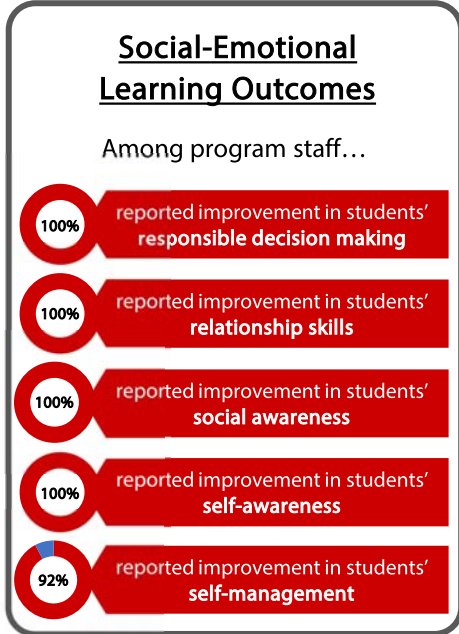 Social-Emotional
Learning Outcomes
Among program staff…
100%
reported improvement in students’
responsible decision making
100%
reported improvement in students’
relationship skills
100%
reported improvement in students’
social awareness
100%
reported improvement in students’
self-awareness
92%
reported improvement in students’
self-management